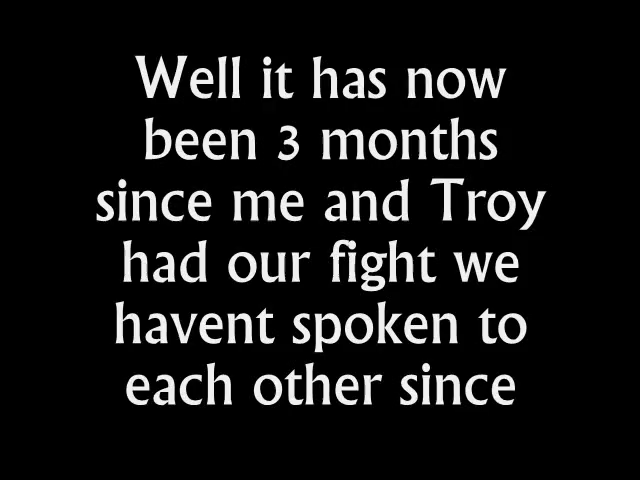 Well it has now
been 3 months
since me and Troy
had our fight we
havent spoken to
each other since